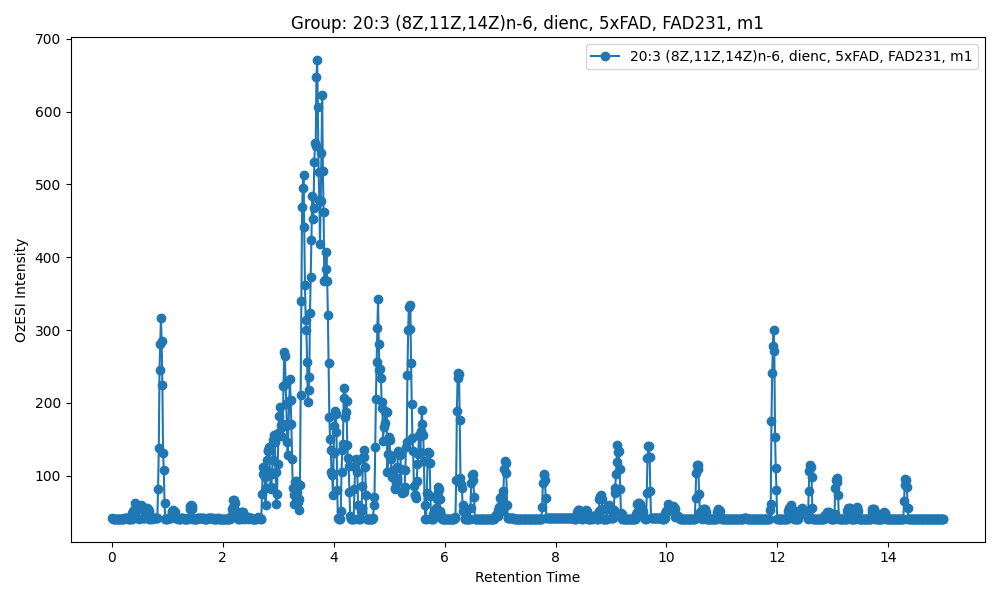 Group: 20:3 (8Z,11Z,14Z)n-6, dienc, 5xFAD, FAD231, m1
20:3 (8Z,11Z,14Z)n-6, dienc, 5xFAD, FAD231, m1
700
600
500
400
300
200
100
OzESI Intensity
0 2 4 6 8 10 12 14
Retention Time